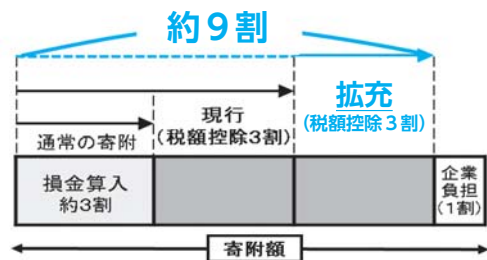 約９割
拡充
(税額控除３割)
現行
(税額控除3割)
通常の寄附
損金算入
約3割
企業
負担
(1割)
寄附額